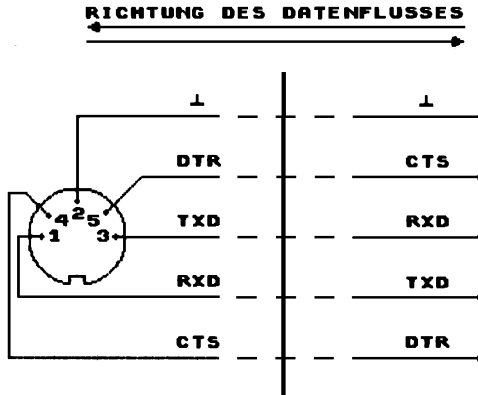 RICHTUNG DES DATENFLUSSES
⊥ ⊥
DTR CTS
4 2 5 TXD RXD
1 3
RXD TXD
CTS DTR